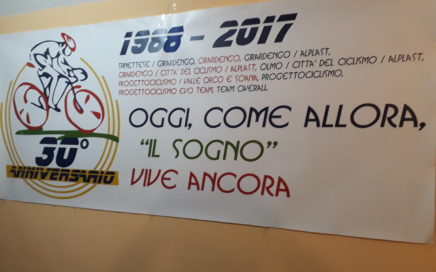 1988 - 2017
SPINETTESE / GIRARDENGO, GIRARDENGO, GIRARDENGO / ALPLAST,
GIRARDENGO / CITTA' DEL CICLISMO / ALPLAST, OLMO / CITTA' DEL CICLISMO / ALPLAST,
PROGETTOCICLISMO / VALLE ORCO E SOANA, PROGETTOCICLISMO,
PROGETTOCICLISMO EVO TEAM, TEAM OVERALL
OGGI, COME ALLORA,
"IL SOGNO"
VIVE ANCORA
30°
ANNIVERSARIO